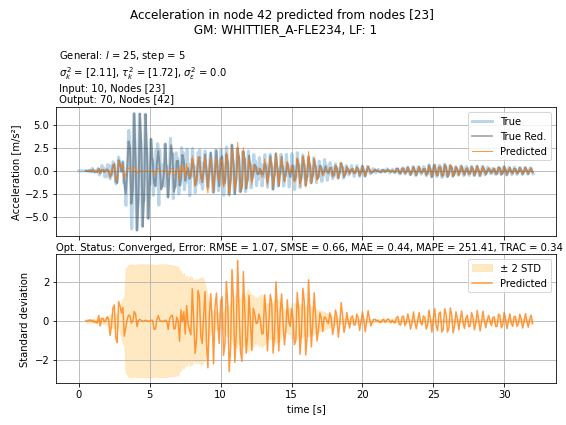 Acceleration in node 42 predicted from nodes [23]
GM: WHITTIER_A-FLE234, LF: 1
General: l = 25, step = 5
σ²ₖ = [2.11], τ²ₖ = [1.72], σ²ε = 0.0
Input: 10, Nodes [23]
Output: 70, Nodes [42]
Acceleration [m/s²]
5.0
2.5
0.0
−2.5
−5.0
True
True Red.
Predicted
Opt. Status: Converged, Error: RMSE = 1.07, SMSE = 0.66, MAE = 0.44, MAPE = 251.41, TRAC = 0.34
Standard deviation
2
0
−2
± 2 STD
Predicted
0 5 10 15 20 25 30
time [s]